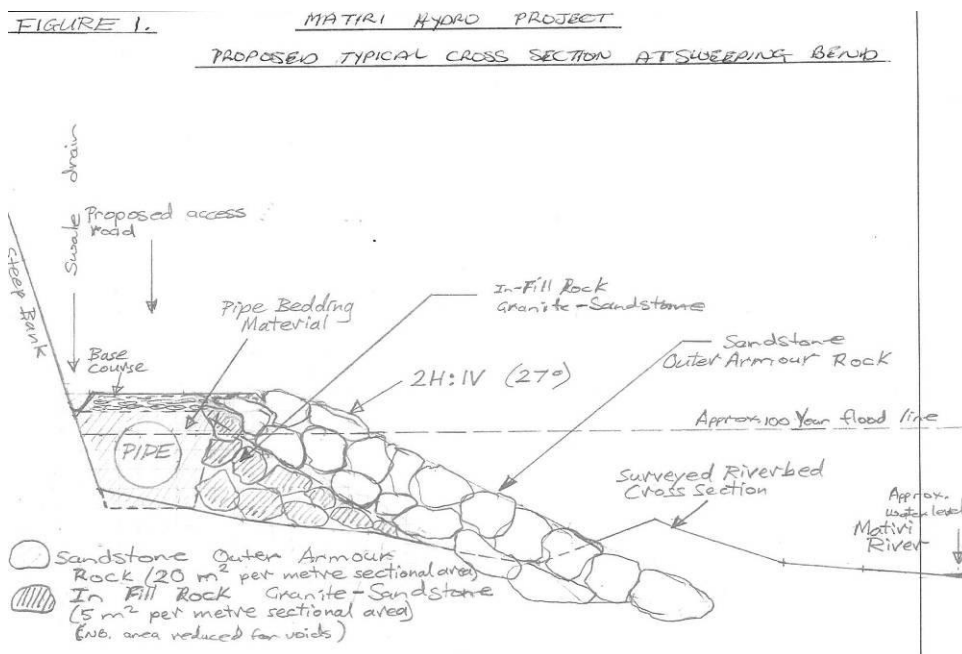 FIGURE 1.
MATIRI HYDRO PROJECT
PROPOSED TYPICAL CROSS SECTION AT SWEEPING BEND
Steep Bank
Swale drain
Proposed access
road
Base
course
Pipe Bedding
Material
PIPE
In-Fill Rock
Granite-Sandstone
2H:1V (27°)
Sandstone
Outer Armour Rock
Approx 100 Year flood line
Surveyed Riverbed
Cross Section
Approx.
water level
Matiri
River
Sandstone Outer Armour
Rock (20 m² per metre sectional area)
In Fill Rock Granite-Sandstone
(5 m² per metre sectional area)
(NB. area reduced for voids)